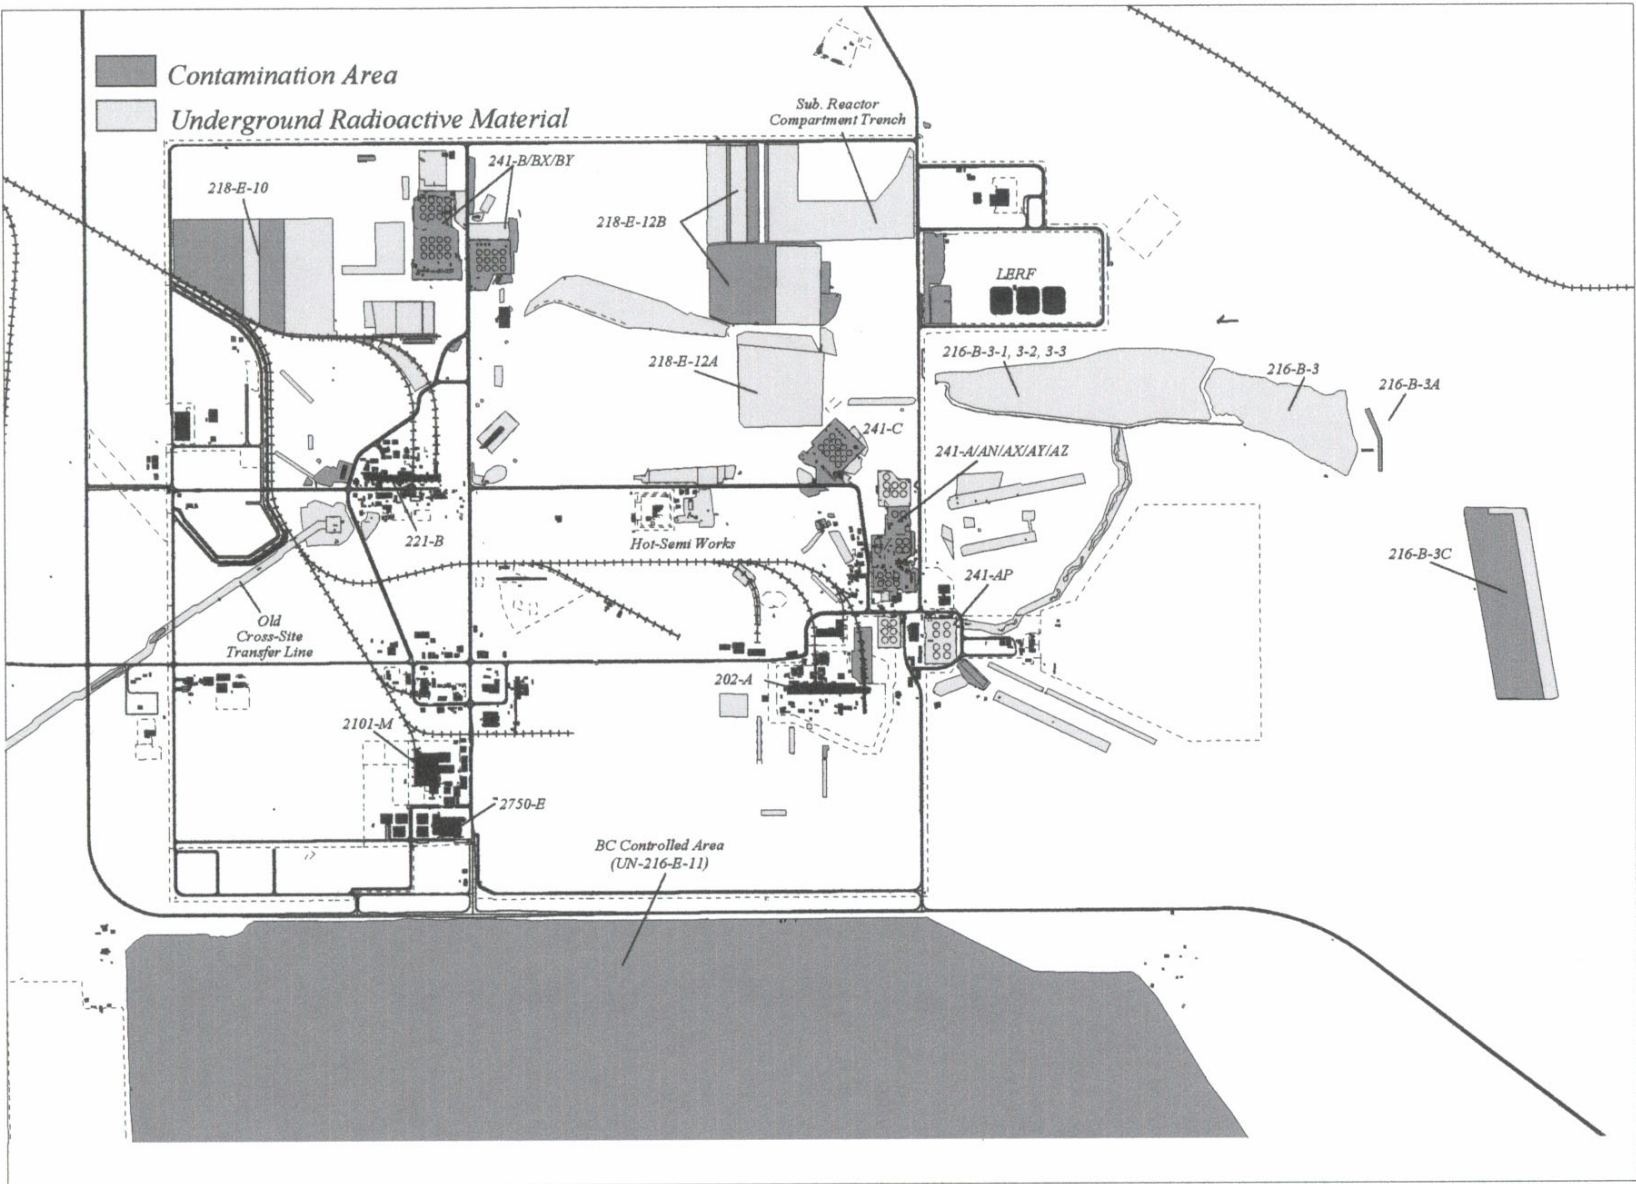 Contamination Area
Underground Radioactive Material
Sub. Reactor
Compartment Trench
241-B/BX/BY
218-E-10
218-E-12B
LERF
218-E-12A
216-B-3-1, 3-2, 3-3
216-B-3
216-B-3A
241-C
241-A/AN/AX/AY/AZ
221-B
Hot-Semi Works
216-B-3C
241-AP
Old
Cross-Site
Transfer Line
202-A
2101-M
2750-E
BC Controlled Area
(UN-216-E-11)